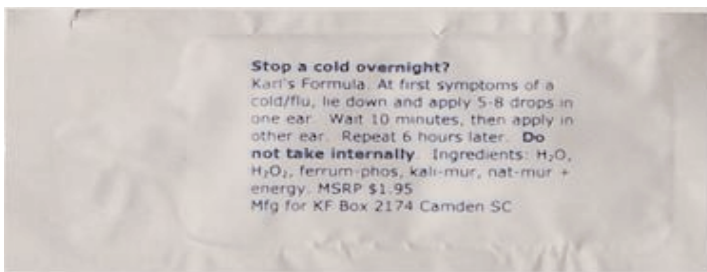 Stop a cold overnight?
Karl's Formula. At first symptoms of a
cold/flu, lie down and apply 5-8 drops in
one ear. Wait 10 minutes, then apply in
other ear. Repeat 6 hours later. Do
not take internally. Ingredients: H₂O,
H₂O₂, ferrum-phos, kali-mur, nat-mur +
energy. MSRP $1.95
Mfg for KF Box 2174 Camden SC